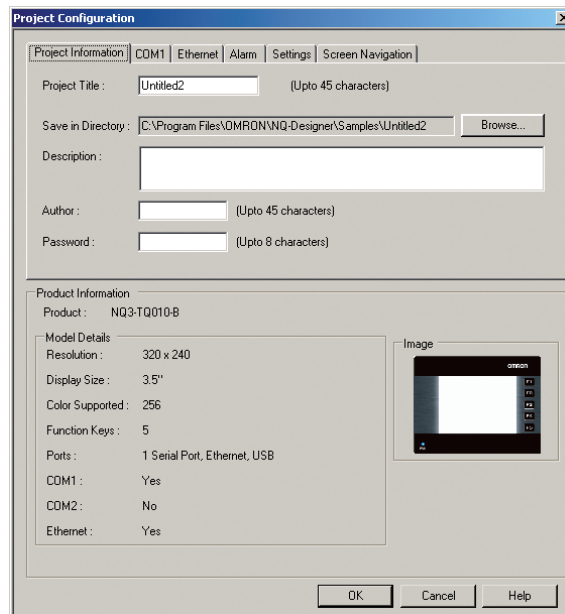 Project Configuration
Project Information COM1 Ethernet Alarm Settings Screen Navigation
Project Title : Untitled2 (Upto 45 characters)
Save in Directory : C:\Program Files\OMRON\NQ-Designer\Samples\Untitled2 Browse...
Description :
Author : (Upto 45 characters)
Password : (Upto 8 characters)
Product Information
Product : NQ3-TQ010-B
Model Details
Resolution : 320 x 240
Display Size : 3.5"
Color Supported : 256
Function Keys : 5
Ports : 1 Serial Port, Ethernet, USB
COM1 : Yes
COM2 : No
Ethernet : Yes
Image
OMRON
OK Cancel Help